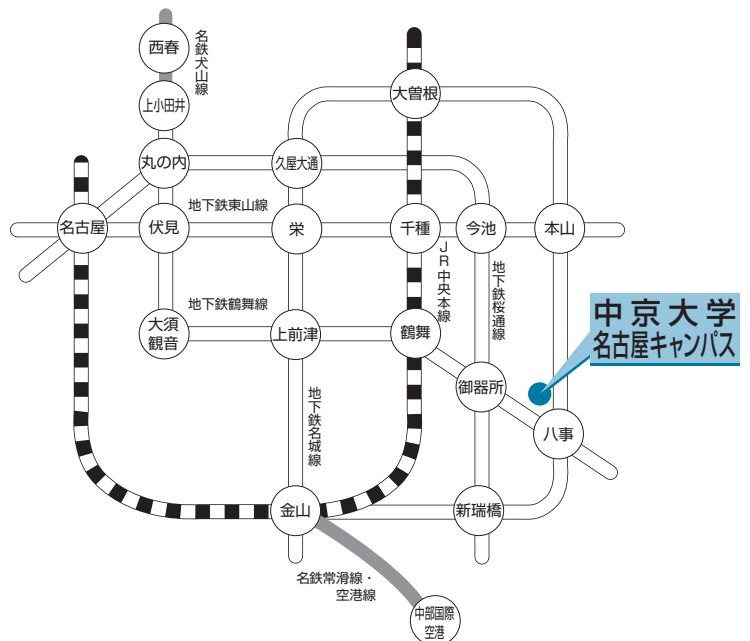 西春
名鉄犬山線
上小田井
大曽根
丸の内
久屋大通
地下鉄東山線
名古屋
伏見
栄
千種
今池
本山
JR中央本線
地下鉄桜通線
地下鉄鶴舞線
大須
観音
上前津
鶴舞
中京大学
名古屋キャンパス
御器所
地下鉄名城線
八事
金山
新瑞橋
名鉄常滑線・
空港線
中部国際
空港